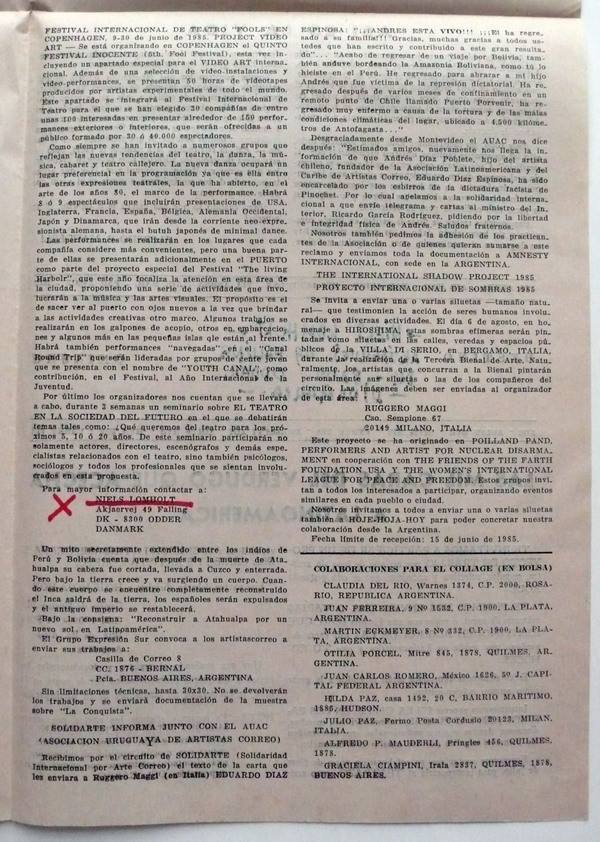 FESTIVAL INTERNACIONAL DE TEATRO "FOOLS" EN
COPENHAGEN, 9-30 de junio de 1985. PROJECT VIDEO
ART — Se está organizando en COPENHAGEN el QUINTO
FESTIVAL INOCENTE (5th. Fool Festival), esta vez in-
cluyendo un apartado especial para el VIDEO ART interna-
cional. Además de una selección de video-instalaciones y
video-performances, se presentan 50 horas de videotapes
producidos por artistas experimentales de todo el mundo.
Este apartado se integrará al Festival Internacional de
Teatro para el que se han elegido 30 compañías de entre
unas 100 interesadas en presentar alrededor de 150 perfor-
mances exteriores o interiores, que serán ofrecidas a un
público formado por 30 ó 40.000 espectadores.
Como siempre se han invitado a numerosos grupos que
reflejan las nuevas tendencias del teatro, la danza, la mú-
sica, cabaret y teatro callejero. La nueva danza ocupará un
lugar preferencial en la programación ya que es ella entre
las otras expresiones teatrales, la que ha abierto, en el
arte de los años 80, el marco de la performance. Habrá
8 ó 9 espectáculos que incluirán presentaciones de USA,
Inglaterra, Francia, España, Bélgica, Alemania Occidental,
Japón y Dinamarca, que irán desde la corriente neo-expre-
sionista alemana, hasta el butuh japonés de minimal dance.
Las performances se realizarán en los lugares que cada
compañía considere más convenientes, pero una buena par-
te de ellas se presentarán adicionalmente en el PUERTO
como parte del proyecto especial del Festival "The living
Harbolr", que este año focaliza la atención en esta área de
la ciudad, proponiendo una serie de actividades que invo-
lucrarán a la música y las artes visuales. El propósito es el
de sacar ver al puerto con ojos nuevos a la vez que brindar
a las actividades creativas otro marco. Algunos trabajos se
realizarán en los galpones de acopio, otros en embarcacio-
nes y algunos más en las pequeñas islas que están al frente.
Habrá también performances "navegadas" en el "Canal
Round Trip" que serán lideradas por grupos de gente joven
que se presenta con el nombre de "YOUTH CANAL", como
contribución, en el Festival, al Año Internacional de la
Juventud.
Por último los organizadores nos cuentan que se llevará
a cabo, durante 3 semanas un seminario sobre EL TEATRO
EN LA SOCIEDAD DEL FUTURO en el que se debatirán
temas tales como: ¿Qué queremos del teatro para los pró-
ximos 5, 10 ó 20 años. De este seminario participarán no
solamente actores, directores, escenógrafos y demás espe-
cialistas relacionados con el teatro, sino también psicólogos,
sociólogos y todos los profesionales que se sientan involu-
crados en esta propuesta.
Para mayor información contactar a:
NIELS LOMHOLT
Akjaervej 49 Falling
DK - 8300 ODDER
DANMARK
Un mito secretamente extendido entre los indios de
Perú y Bolivia cuenta que después de la muerte de Ata-
hualpa su cabeza fue cortada, llevada a Cuzco y enterrada.
Pero bajo la tierra crece y va surgiendo un cuerpo. Cuan-
do este cuerpo se encuentre completamente reconstruido
el Inca saldrá de la tierra, los españoles serán expulsados
y el antiguo imperio se restablecerá.
Bajo la consigna: "Reconstruir a Atahualpa por un
nuevo sol en Latinoamérica".
El Grupo Expresión Sur convoca a los artistascorreo a
enviar sus trabajos a:
Casilla de Correo 8
CC. 1876 - BERNAL
Pcia. BUENOS AIRES, ARGENTINA
Sin limitaciones técnicas, hasta 30x30. No se devolverán
los trabajos y se enviará documentación de la muestra
sobre "La Conquista".
SOLIDARTE INFORMA JUNTO CON EL AUAC
(ASOCIACION URUGUAYA DE ARTISTAS CORREO)
Recibimos por el circuito de SOLIDARTE (Solidaridad
Internacional por Arte Correo) el texto de la carta que
les enviara a Ruggero Maggi (en Italia) EDUARDO DIAZ
ESPINOSA: "¡¡¡ANDRES ESTA VIVO!!! ¡¡¡El ha regre-
sado a su familia!!! Gracias, muchas gracias a todos us-
tedes que han escrito y contribuido a este gran resulta-
do"... "Acabo de regresar de un viaje por Bolivia, tam-
bién anduve bordeando la Amazonia Boliviana, como tú lo
hiciste en el Perú. He regresado para abrazar a mi hijo
Andrés que fue víctima de la represión dictatorial. Ha re-
gresado después de varios meses de confinamiento en un
remoto punto de Chile llamado Puerto Porvenir, ha re-
gresado muy enfermo a causa de la tortura y de las malas
condiciones climáticas del lugar, ubicado a 4.500 kilóme-
tros de Antofagasta..."
Desgraciadamente desde Montevideo el AUAC nos dice
después: "Estimados amigos, nuevamente nos llega la in-
formación de que Andrés Díaz Poblete, hijo del artista
chileno, fundador de la Asociación Latinoamericana y del
Caribe de Artistas Correo, Eduardo Díaz Espinosa, ha sido
encarcelado por los esbirros de la dictadura facista de
Pinochet. Por lo cual apelamos a la solidaridad interna-
cional a que envíe telegrama y cartas al ministro del In-
terior, Ricardo García Rodríguez, pidiendo por la libertad
e integridad física de Andrés. Saludos fraternos.
Nosotros también pedimos la adhesión de los practican-
tes de la Asociación o de quienes quieran sumarse a este
reclamo y enviamos toda la documentación a AMNESTY
INTERNACIONAL, con sede en la ARGENTINA.
THE INTERNATIONAL SHADOW PROJECT 1985
PROYECTO INTERNACIONAL DE SOMBRAS 1985
Se invita a enviar una o varias siluetas —tamaño natu-
ral— que testimonien la acción de seres humanos involu-
crados en diversas actividades. El día 6 de agosto, en ho-
menaje a HIROSHIMA, estas sombras efímeras serán pin-
tadas como siluetas en las calles, veredas y espacios pú-
blicos de la VILLA DI SERIO, en BERGAMO, ITALIA,
durante la realización de la Tercera Bienal de Arte. Natu-
ralmente, los artistas que concurran a la Bienal pintarán
personalmente sus siluetas o las de los compañeros del
circuito. Las imágenes deben ser enviadas al organizador
de esta área:
RUGGERO MAGGI
Cso. Sempione 67
20149 MILANO, ITALIA
Este proyecto se ha originado en POILLAND PAND,
PERFORMERS AND ARTIST FOR NUCLEAR DISARMA-
MENT en conexión con THE FRIENDS OF THE FARTH
FOUNDATION USA Y THE WOMEN'S INTERNATIONAL
LEAGUE FOR PEACE AND FREEDOM. Estos grupos invi-
tan a todos los interesados a participar, organizando eventos
similares en cada pueblo o ciudad.
Nosotros invitamos a todos a enviar una o varias siluetas
también a HOJE-HOJA-HOY para poder concretar nuestra
colaboración desde la Argentina.
Fecha límite de recepción: 15 de junio de 1985.
COLABORACIONES PARA EL COLLAGE (EN BOLSA)
CLAUDIA DEL RIO, Warnes 1374, C.P. 2000, ROSA-
RIO, REPUBLICA ARGENTINA.
JUAN FERREIRA, 9 Nº 1532, C.P. 1900, LA PLATA,
ARGENTINA.
MARTIN ECKMEYER, 8 Nº 332, C.P. 1900, LA PLA-
TA, ARGENTINA.
OTILIA PORCEL, Mitre 845, 1878, QUILMES, AR-
GENTINA.
JUAN CARLOS ROMERO, México 1626, 5º J. CAPI-
TAL FEDERAL ARGENTINA.
HILDA PAZ, casa 1492, 20 C, BARRIO MARITIMO,
1885, HUDSON.
JULIO PAZ, Fermo Posta Cordusio 20123, MILAN,
ITALIA.
ALFREDO P. MAUDERLI, Pringles 456, QUILMES,
1878.
GRACIELA CIAMPINI, Irala 2837, QUILMES, 1878,
BUENOS AIRES.